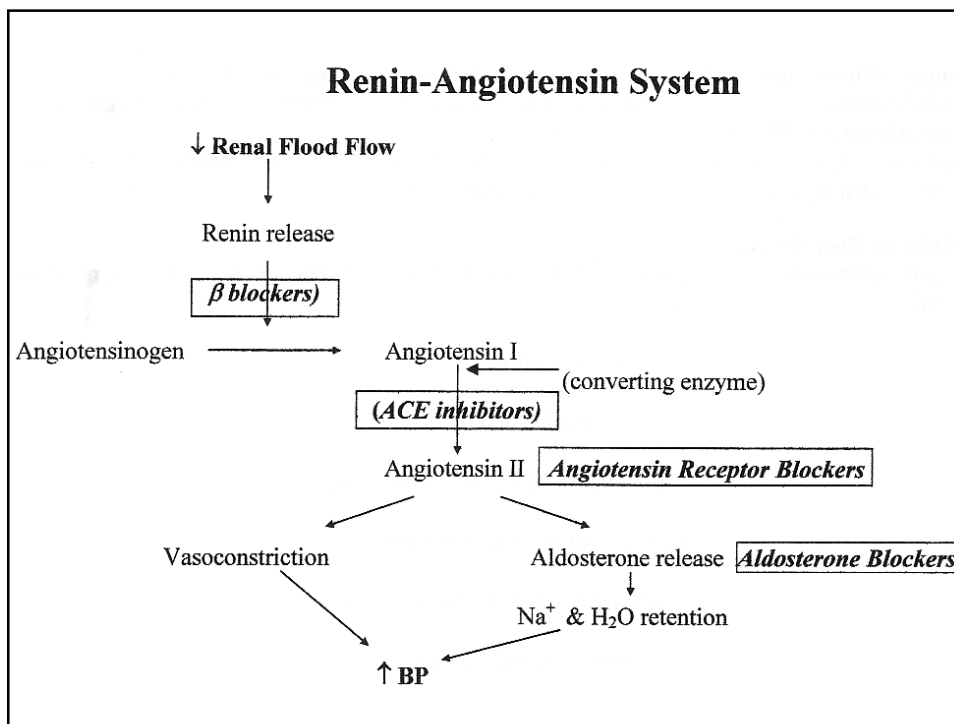 Renin-Angiotensin System
↓ Renal Flood Flow
Renin release
β blockers)
Angiotensinogen
Angiotensin I
(converting enzyme)
(ACE inhibitors)
Angiotensin II
Angiotensin Receptor Blockers
Vasoconstriction
Aldosterone release
Aldosterone Blockers
Na⁺ & H₂O retention
↑ BP